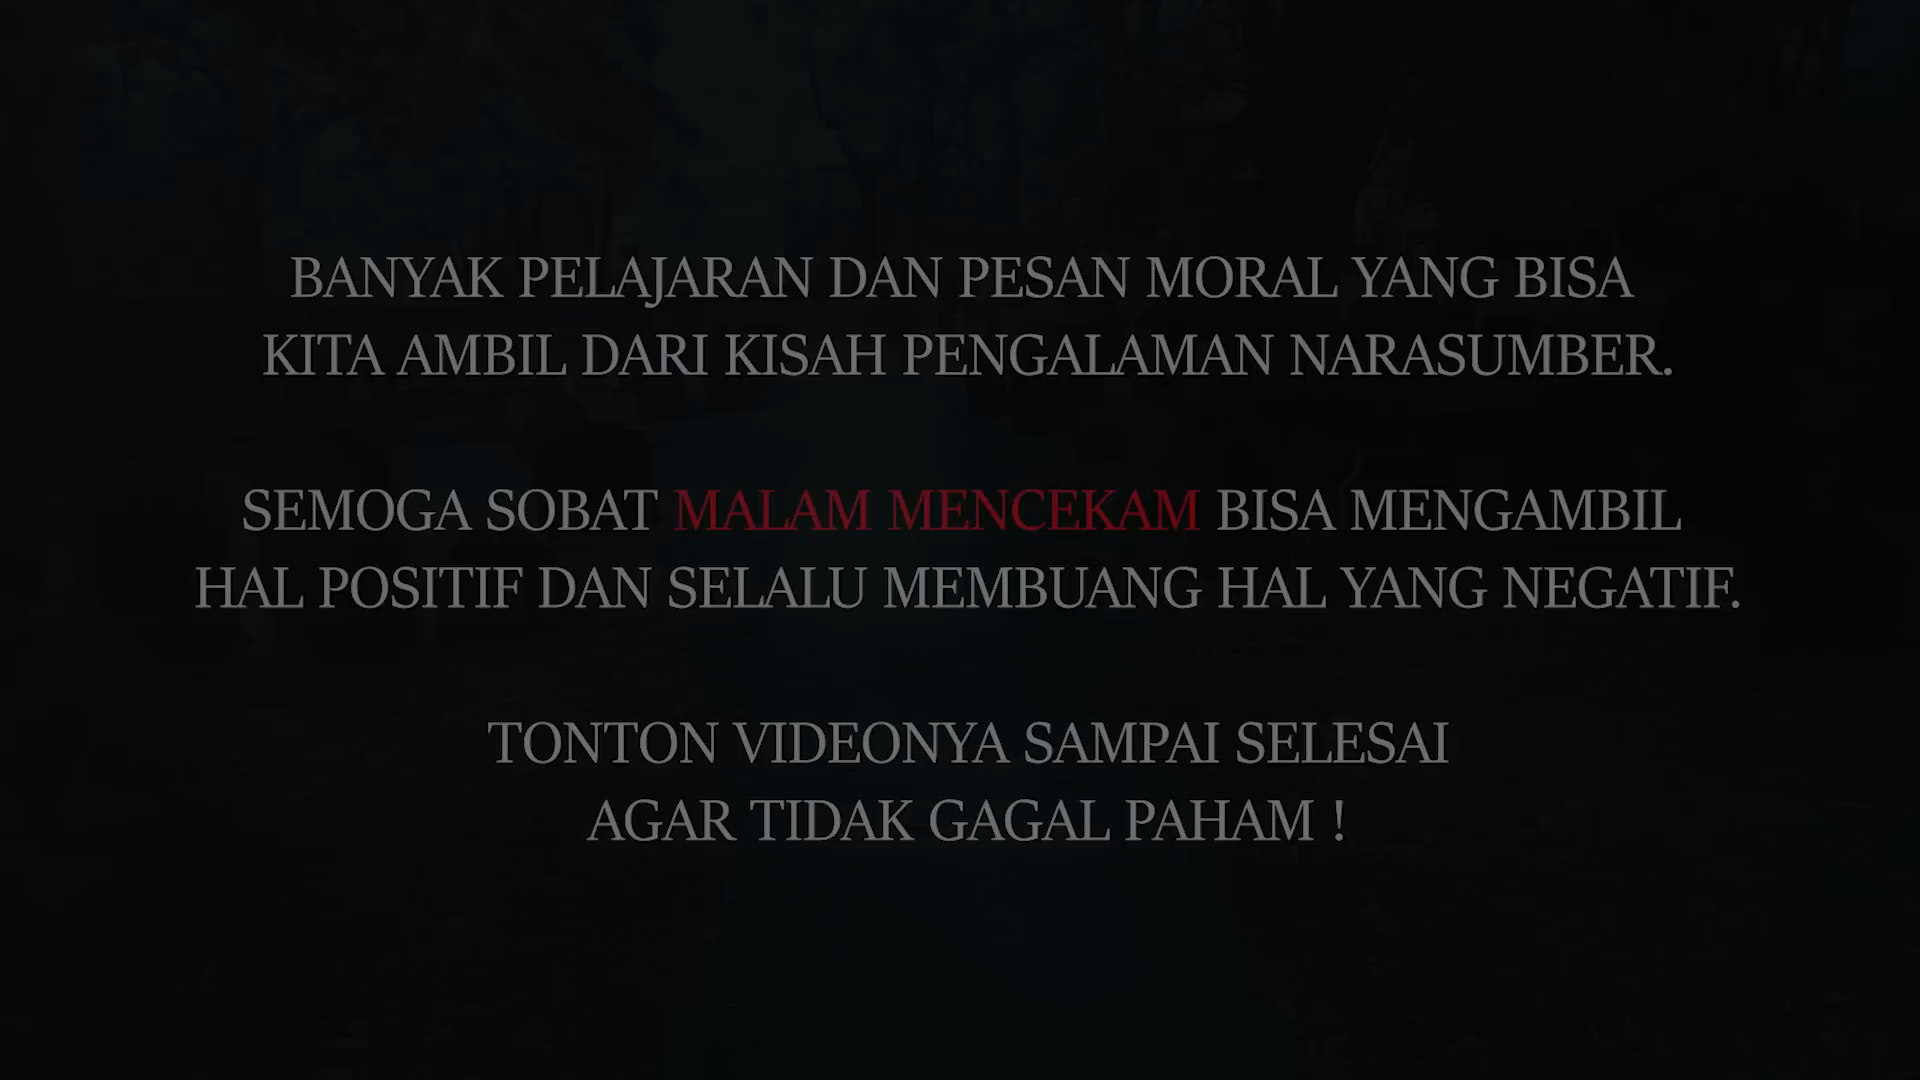 BANYAK PELAJARAN DAN PESAN MORAL YANG BISA
KITA AMBIL DARI KISAH PENGALAMAN NARASUMBER.
SEMOGA SOBAT MALAM MENCEKAM BISA MENGAMBIL
HAL POSITIF DAN SELALU MEMBUANG HAL YANG NEGATIF.
TONTON VIDEONYA SAMPAI SELESAI
AGAR TIDAK GAGAL PAHAM !